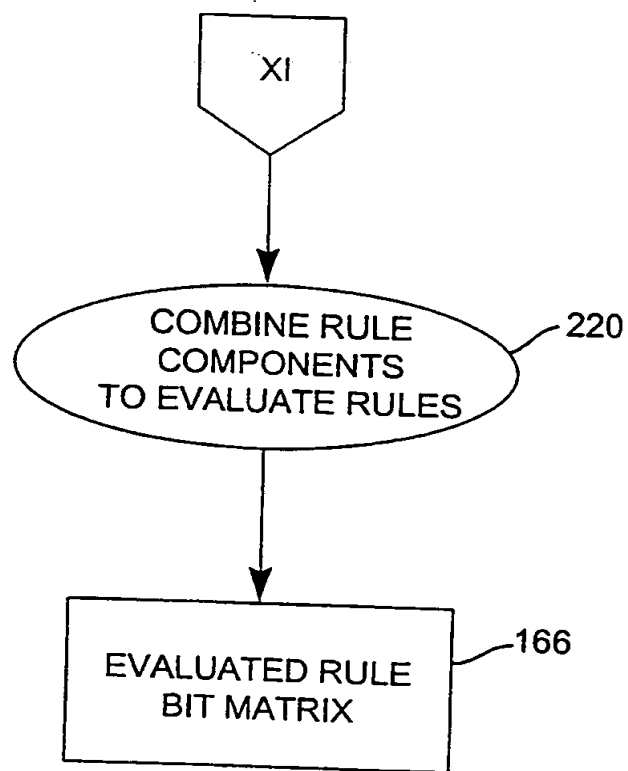 XI
COMBINE RULE
COMPONENTS
TO EVALUATE RULES
220
EVALUATED RULE
BIT MATRIX
166